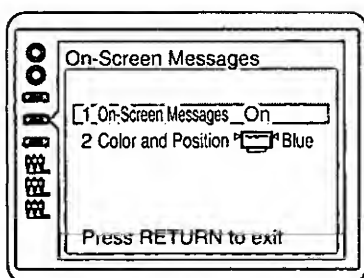 On-Screen Messages
1 On-Screen Messages On
2 Color and Position Blue
Press RETURN to exit